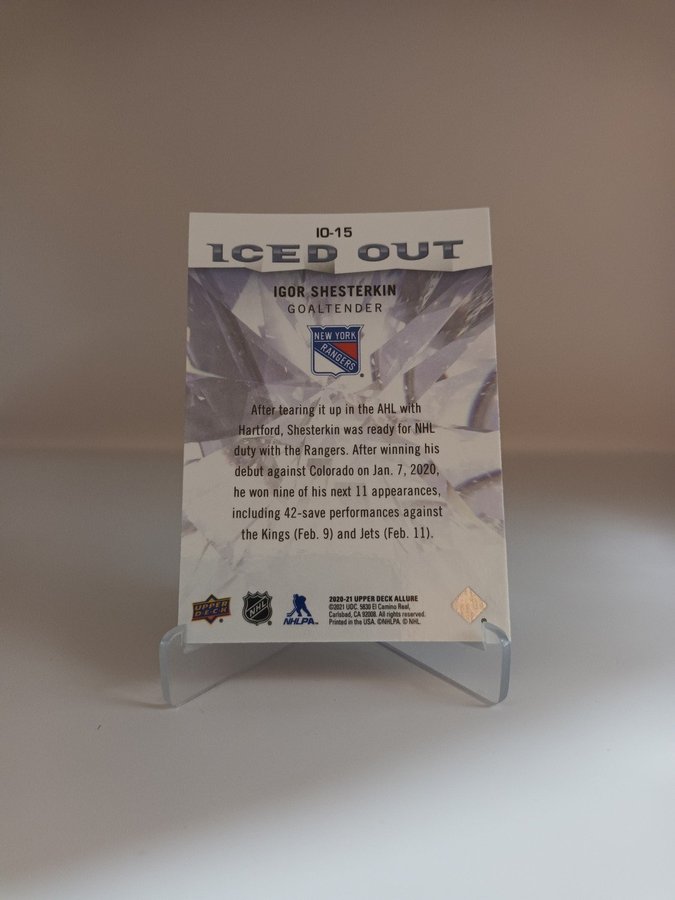 IO-15
ICED OUT
IGOR SHESTERKIN
GOALTENDER
NEW YORK
RANGERS
After tearing it up in the AHL with
Hartford, Shesterkin was ready for NHL
duty with the Rangers. After winning his
debut against Colorado on Jan. 7, 2020,
he won nine of his next 11 appearances,
including 42-save performances against
the Kings (Feb. 9) and Jets (Feb. 11).
UPPER
DECK
NHL
NHLPA™
2020-21 UPPER DECK ALLURE
©2021 UDC, 5830 El Camino Real,
Carlsbad, CA 92008. All rights reserved.
Printed in the USA. ©NHLPA. © NHL.